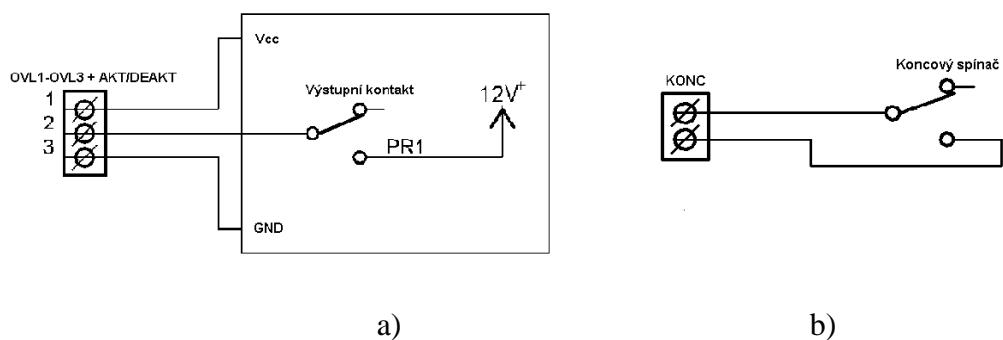 Vcc
OVL1-OVL3 + AKT/DEAKT
1
2
3
Výstupní kontakt
12V+
PR1
GND
KONC
Koncový spínač
a)
b)